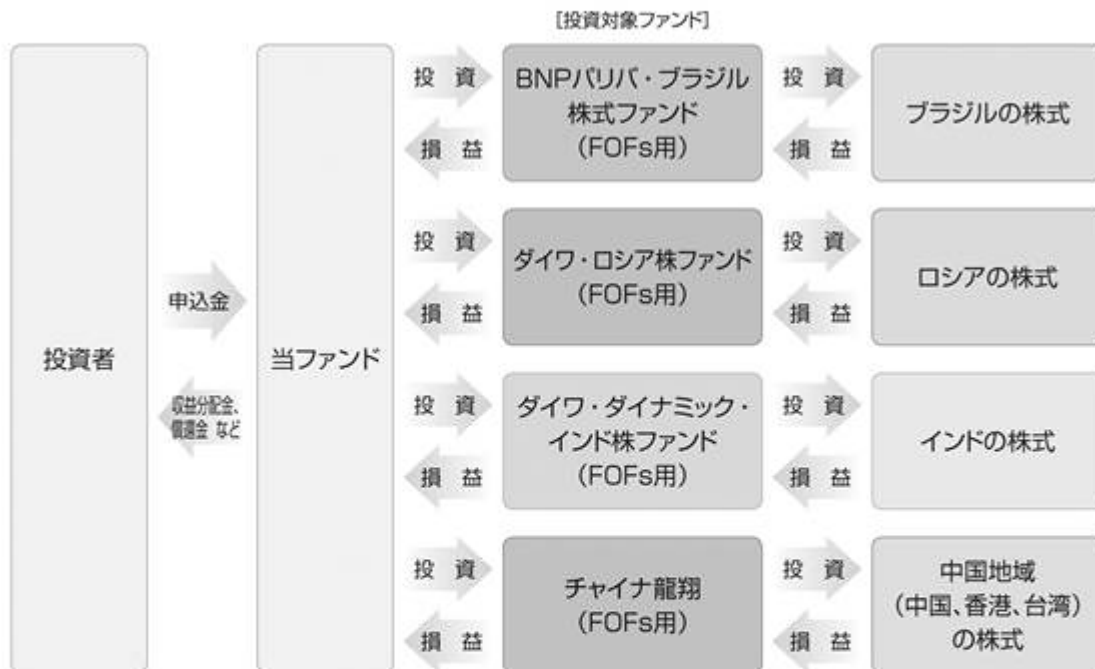 [投資対象ファンド]
投資者
申込金
収益分配金、
償還金 など
当ファンド
投 資
損 益
BNPパリバ・ブラジル
株式ファンド
(FOFs用)
投 資
損 益
ブラジルの株式
投 資
損 益
ダイワ・ロシア株ファンド
(FOFs用)
投 資
損 益
ロシアの株式
投 資
損 益
ダイワ・ダイナミック・
インド株ファンド
(FOFs用)
投 資
損 益
インドの株式
投 資
損 益
チャイナ龍翔
(FOFs用)
投 資
損 益
中国地域
(中国、香港、台湾)
の株式